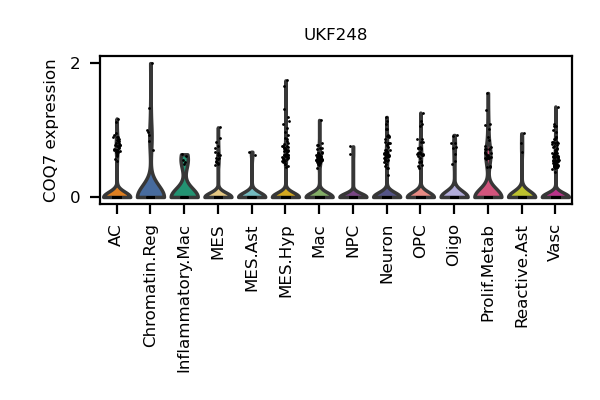 UKF248
COQ7 expression
2
0
AC
Chromatin.Reg
Inflammatory.Mac
MES
MES.Ast
MES.Hyp
Mac
NPC
Neuron
OPC
Oligo
Prolif.Metab
Reactive.Ast
Vasc